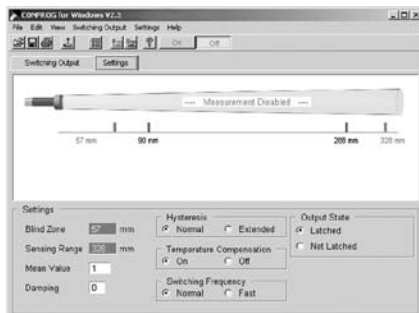 CONPROG for Windows V2.3
File Edit View Switching Output Settings Help
On Off
Switching Output Settings
---- Measurement Disabled ----
57 mm 90 mm 266 mm 328 mm
Settings
Blind Zone 57 mm
Sensing Range 328 mm
Mean Value 1
Damping 0
Hysteresis
Normal Extended
Temperature Compensation
On Off
Switching Frequency
Normal Fast
Output State
Latched
Not Latched